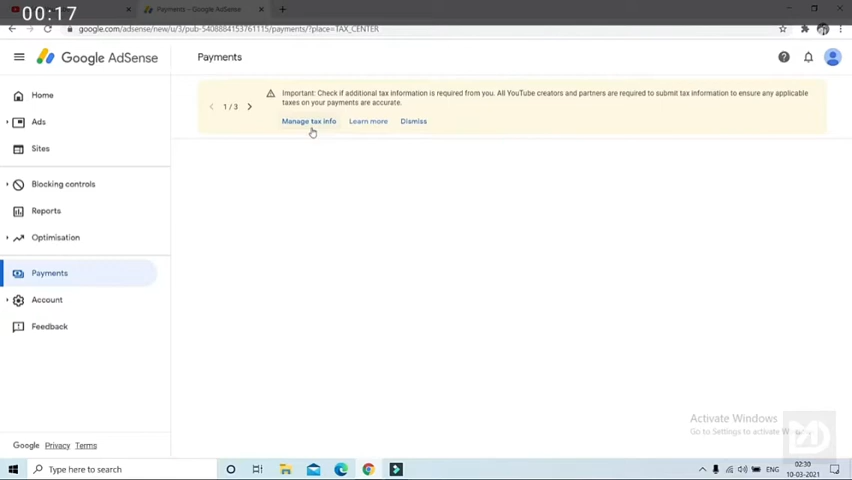 00:17
Payments - Google AdSense
google.com/adsense/new/u/3/pub-5408884153761115/payments/?place=TAX_CENTER
Google AdSense
Payments
Home
1 / 3
Important: Check if additional tax information is required from you. All YouTube creators and partners are required to submit tax information to ensure any applicable
taxes on your payments are accurate.
Manage tax info
Learn more
Dismiss
Ads
Sites
Blocking controls
Reports
Optimisation
Payments
Account
Feedback
Activate Windows
Go to Settings to activate
Google Privacy Terms
Type here to search
ENG
02:30
10-03-2021